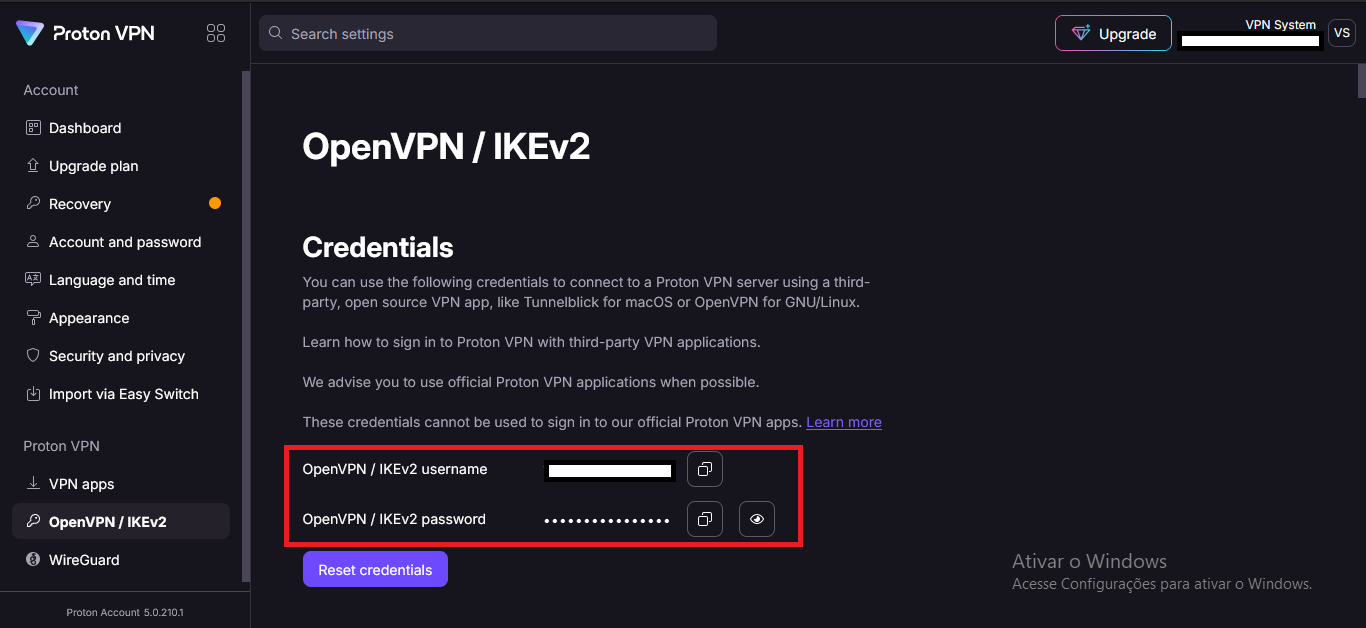 Proton VPN
Search settings
Upgrade
VPN System
VS
Account
Dashboard
Upgrade plan
Recovery
Account and password
Language and time
Appearance
Security and privacy
Import via Easy Switch
Proton VPN
VPN apps
OpenVPN / IKEv2
WireGuard
Proton Account 5.0.210.1
OpenVPN / IKEv2
Credentials
You can use the following credentials to connect to a Proton VPN server using a third-
party, open source VPN app, like Tunnelblick for macOS or OpenVPN for GNU/Linux.
Learn how to sign in to Proton VPN with third-party VPN applications.
We advise you to use official Proton VPN applications when possible.
These credentials cannot be used to sign in to our official Proton VPN apps. Learn more
OpenVPN / IKEv2 username
OpenVPN / IKEv2 password ••••••••••••••••
Reset credentials
Ativar o Windows
Acesse Configurações para ativar o Windows.